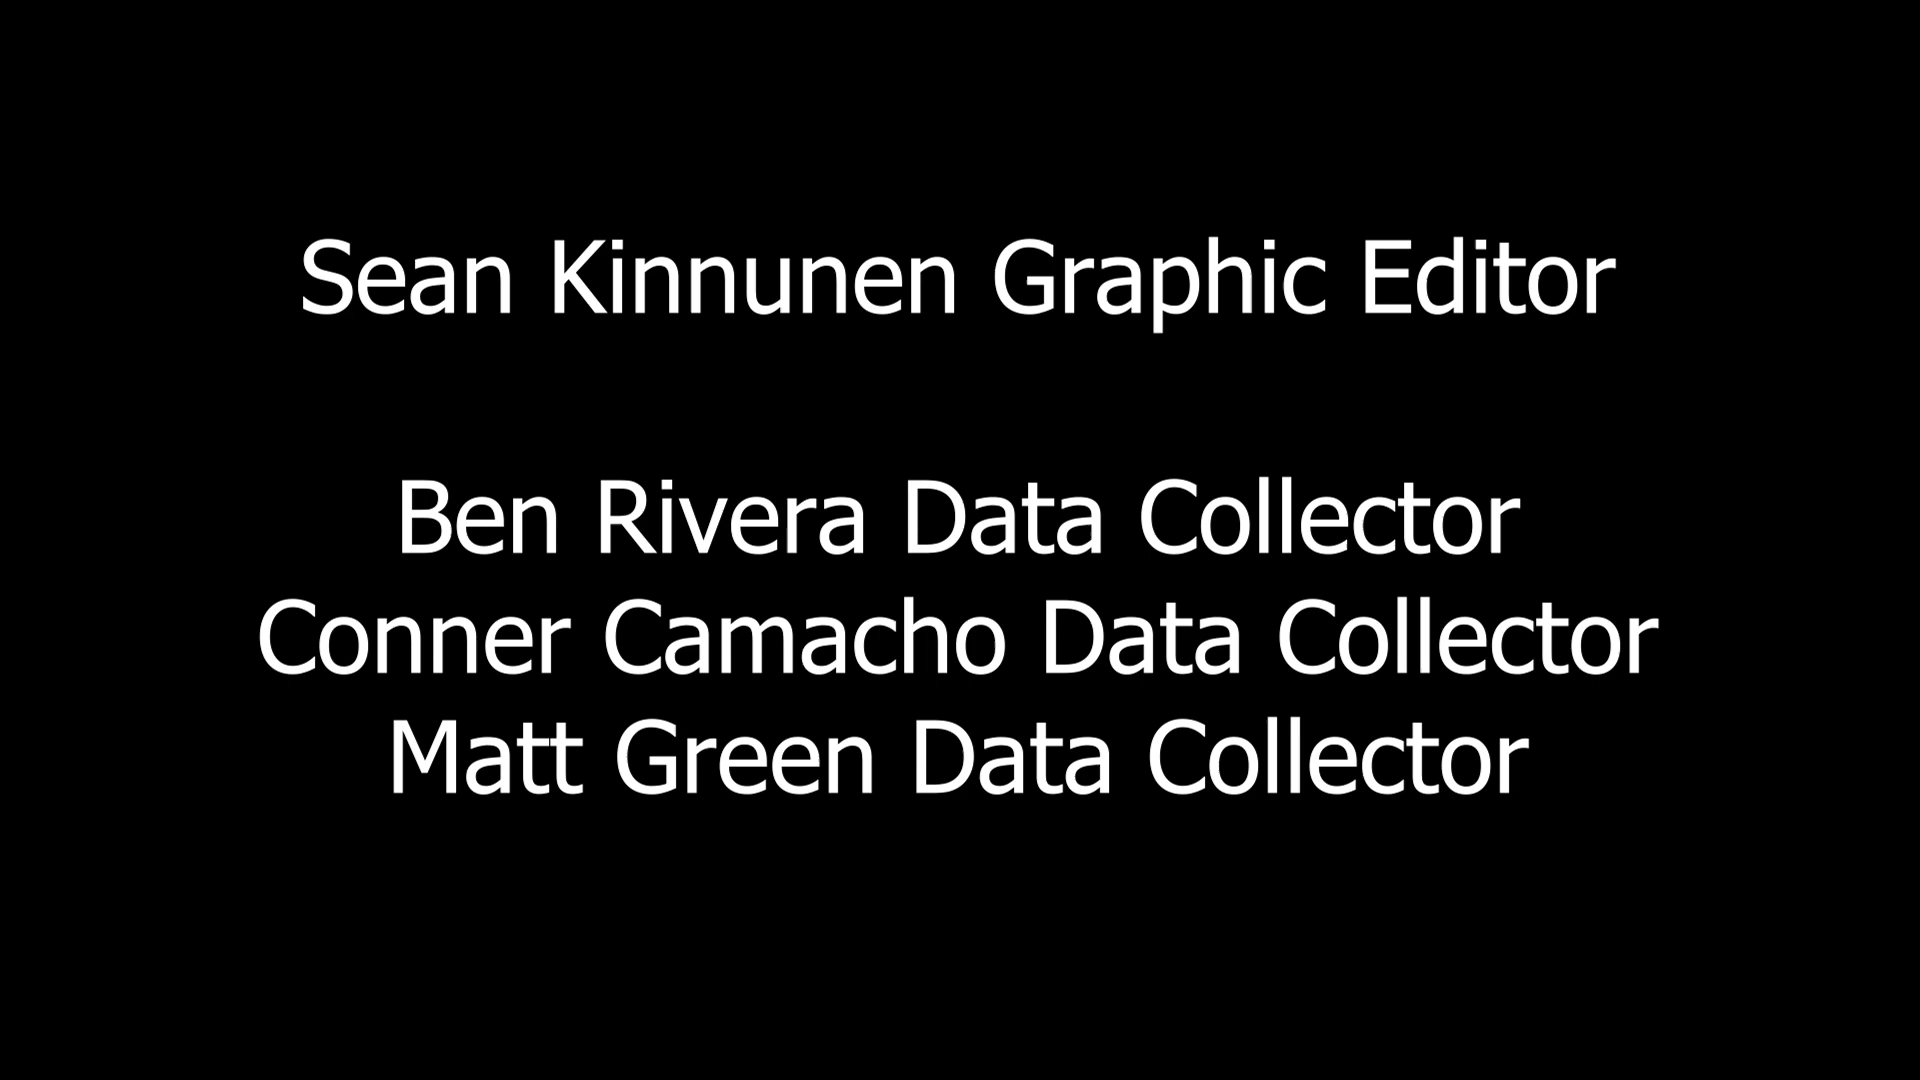 Sean Kinnunen Graphic Editor
Ben Rivera Data Collector
Conner Camacho Data Collector
Matt Green Data Collector